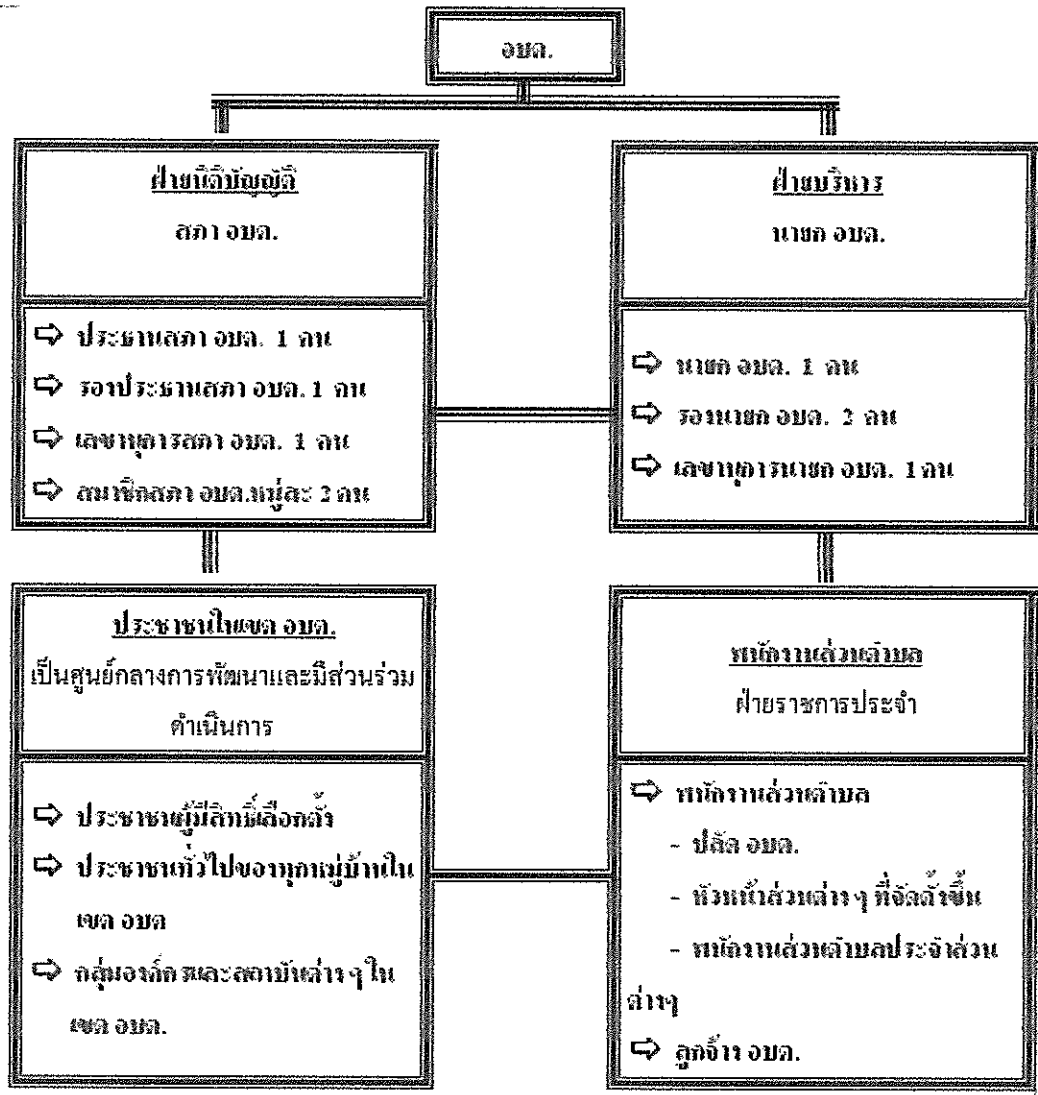 อบต.
ฝ่ายนิติบัญญัติ
สภา อบต.
⇨ ประธานสภา อบต. 1 คน
⇨ รองประธานสภา อบต. 1 คน
⇨ เลขานุการสภา อบต. 1 คน
⇨ สมาชิกสภา อบต.หมู่ละ 2 คน
ฝ่ายบริหาร
นายก อบต.
⇨ นายก อบต. 1 คน
⇨ รองนายก อบต. 2 คน
⇨ เลขานุการนายก อบต. 1 คน
ประชาชนในเขต อบต.
เป็นศูนย์กลางการพัฒนาและมีส่วนร่วม
ดำเนินการ
⇨ ประชาชนผู้มีสิทธิ์เลือกตั้ง
⇨ ประชาชนทั่วไปของทุกหมู่บ้านใน
เขต อบต
⇨ กลุ่มองค์กรและสถาบันต่างๆ ใน
เขต อบต.
พนักงานส่วนตำบล
ฝ่ายราชการประจำ
⇨ พนักงานส่วนตำบล
- ปลัด อบต.
- หัวหน้าส่วนต่างๆ ที่จัดตั้งขึ้น
- พนักงานส่วนตำบลประจำส่วน
ต่างๆ
⇨ ลูกจ้าง อบต.